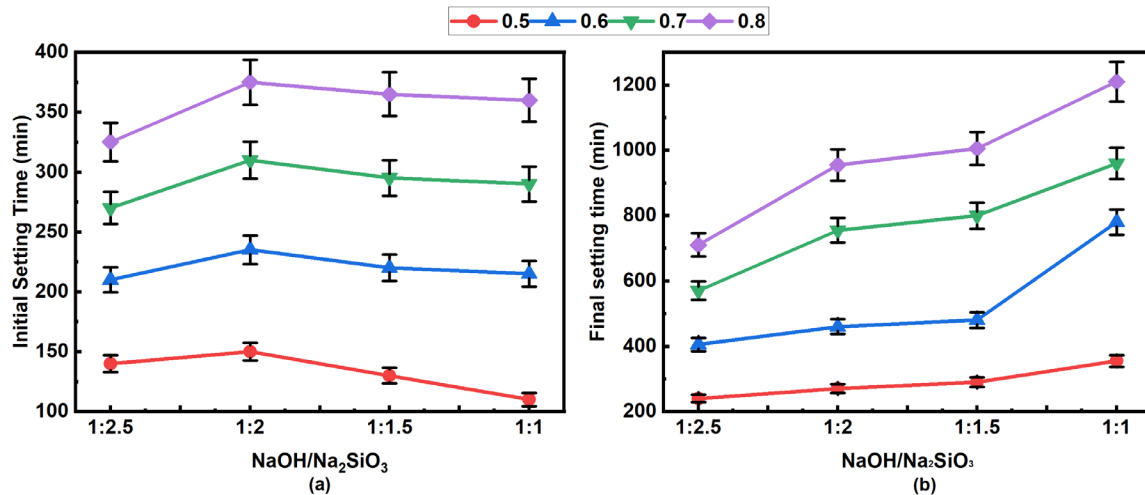 0.5 0.6 0.7 0.8
Initial Setting Time (min)
400
350
300
250
200
150
100
1:2.5 1:2 1:1.5 1:1
NaOH/Na₂SiO₃
(a)
Final setting time (min)
1200
1000
800
600
400
200
1:2.5 1:2 1:1.5 1:1
NaOH/Na₂SiO₃
(b)